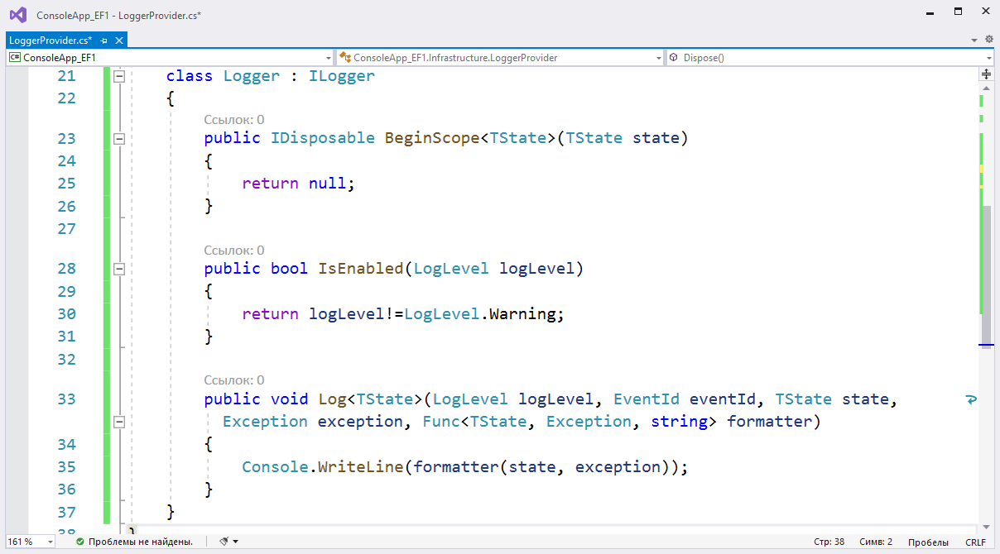 ConsoleApp_EF1 - LoggerProvider.cs*
LoggerProvider.cs*
C# ConsoleApp_EF1 ConsoleApp_EF1.Infrastructure.LoggerProvider Dispose()
21 class Logger : ILogger
22 {
Ссылок: 0
23 public IDisposable BeginScope<TState>(TState state)
24 {
25 return null;
26 }
27
Ссылок: 0
28 public bool IsEnabled(LogLevel logLevel)
29 {
30 return logLevel!=LogLevel.Warning;
31 }
32
Ссылок: 0
33 public void Log<TState>(LogLevel logLevel, EventId eventId, TState state,
Exception exception, Func<TState, Exception, string> formatter)
34 {
35 Console.WriteLine(formatter(state, exception));
36 }
37 }
38 }
161 % Проблемы не найдены. Стр: 38 Симв: 2 Пробелы CRLF